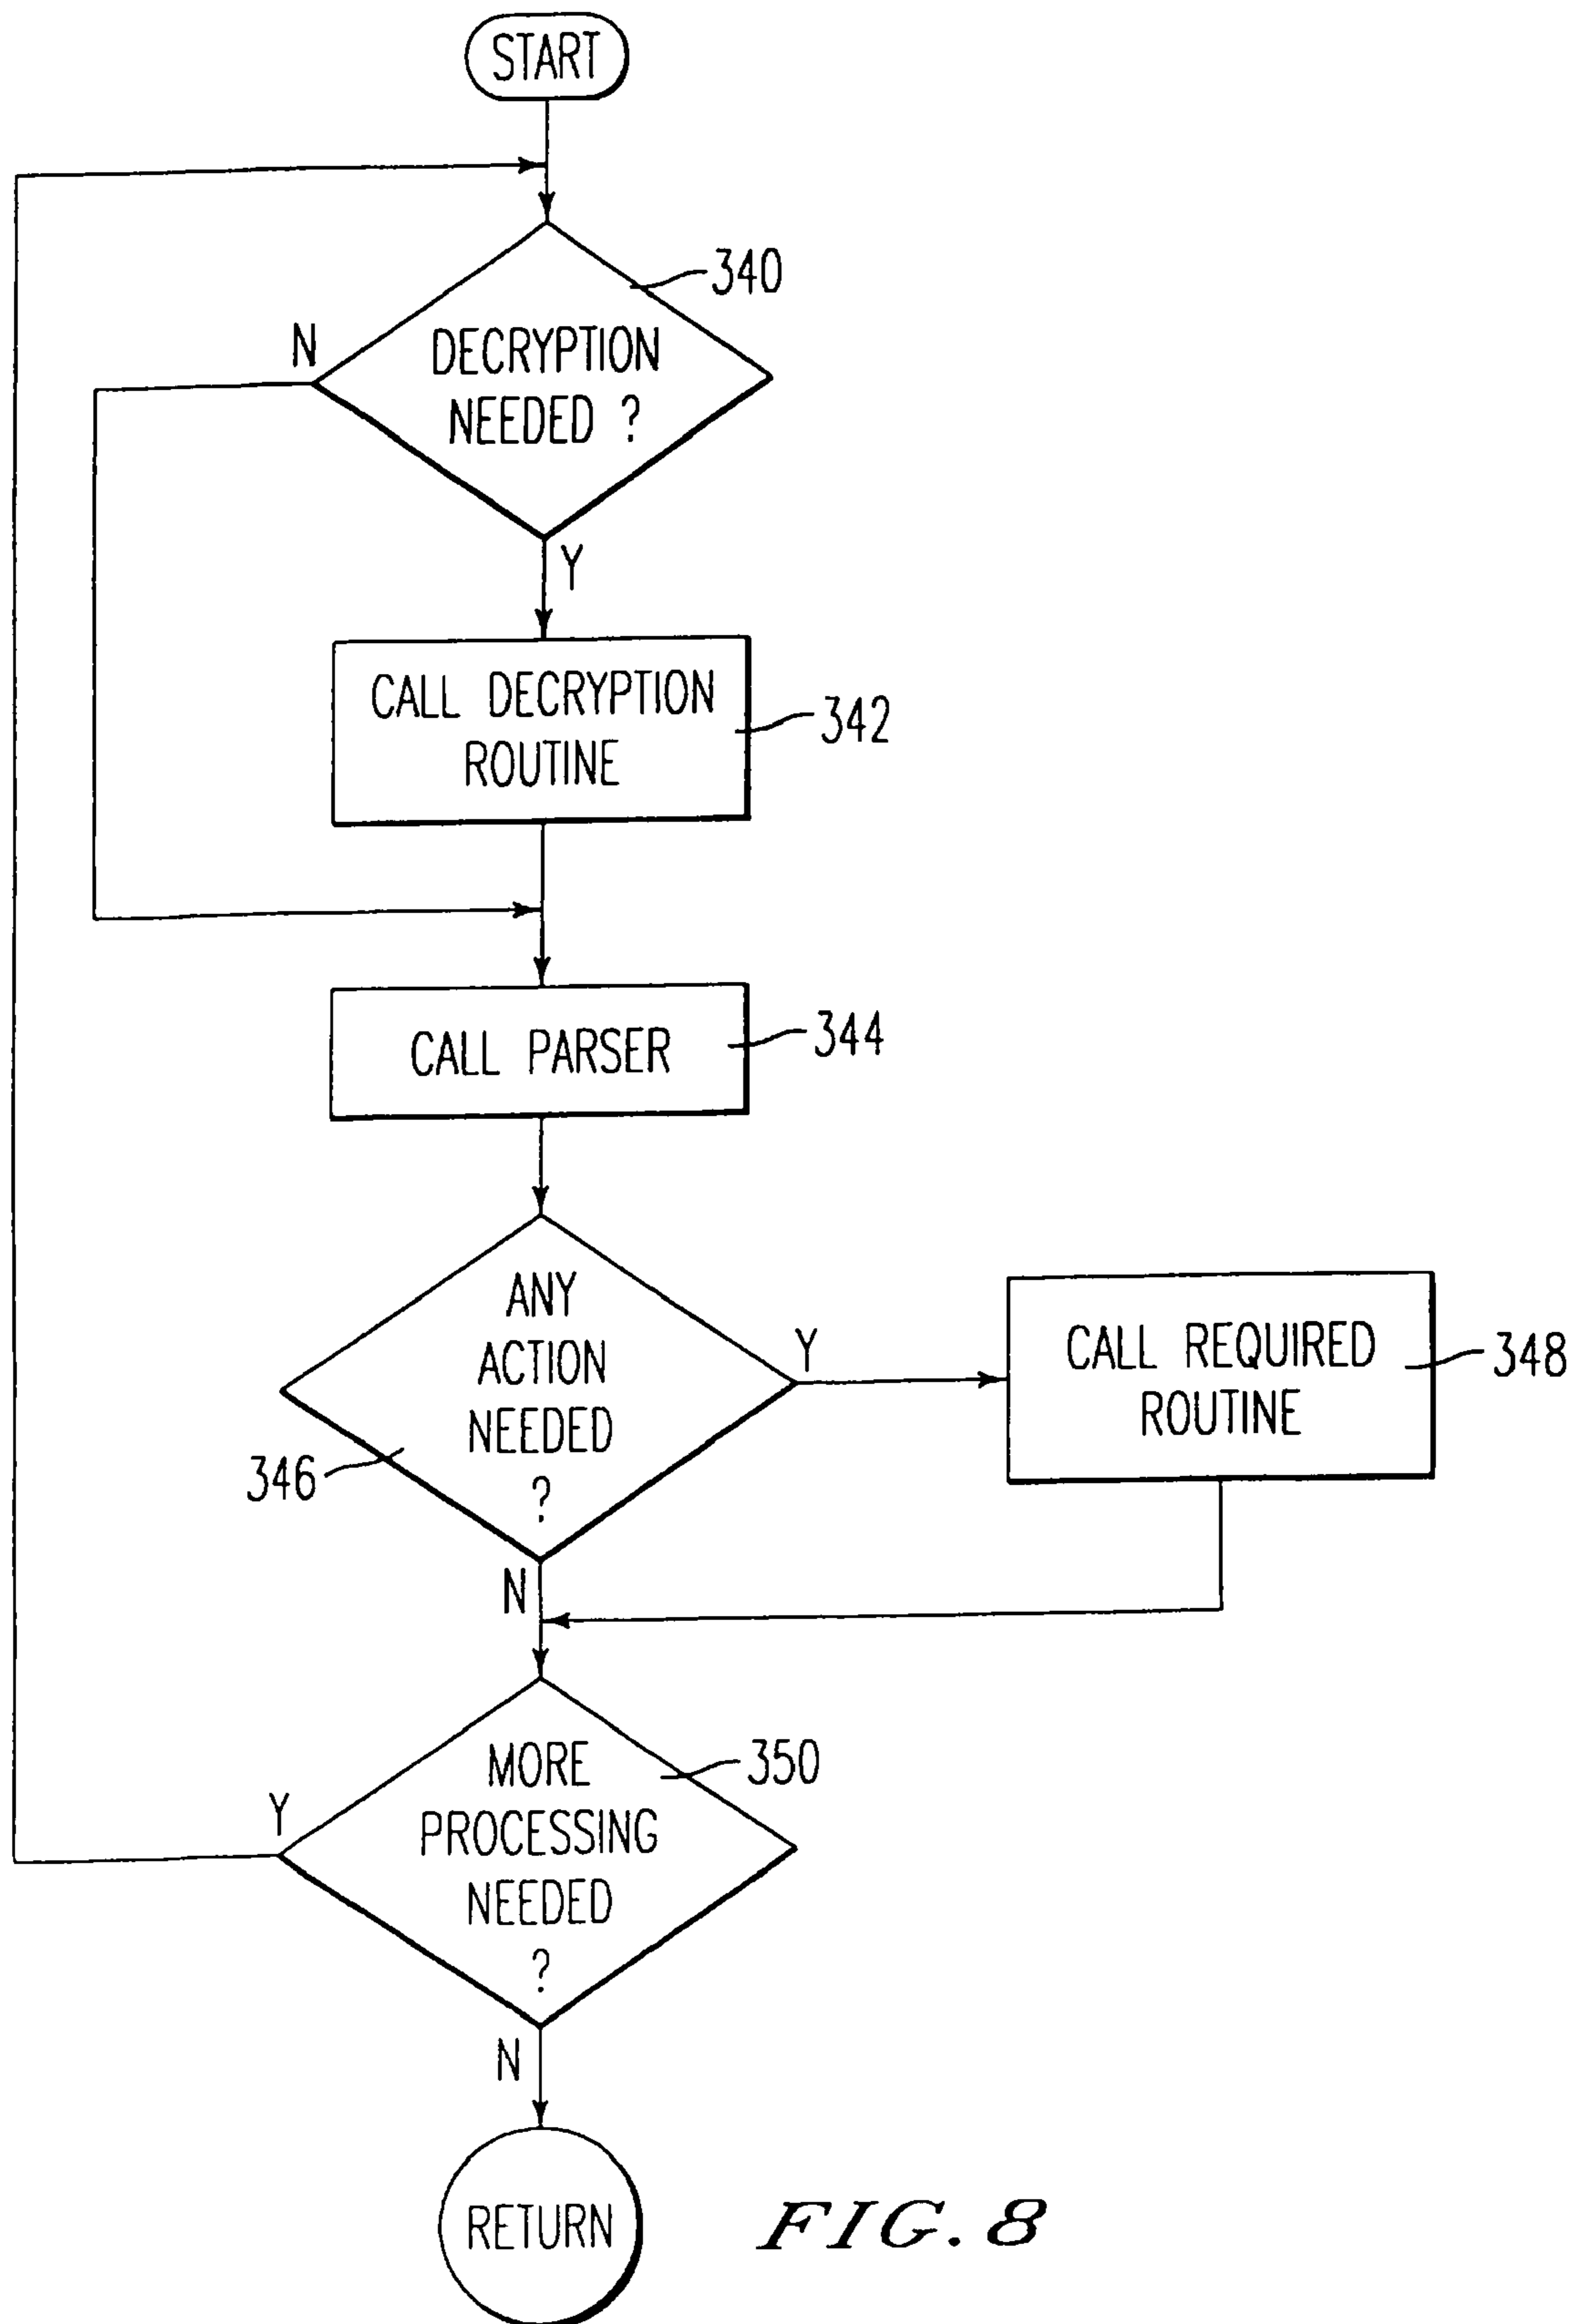 START
340
N
DECRYPTION
NEEDED ?
Y
CALL DECRYPTION
ROUTINE
342
CALL PARSER
344
ANY
ACTION
NEEDED
?
346
Y
CALL REQUIRED
ROUTINE
348
N
MORE
PROCESSING
NEEDED
?
350
Y
N
RETURN
FIG. 8